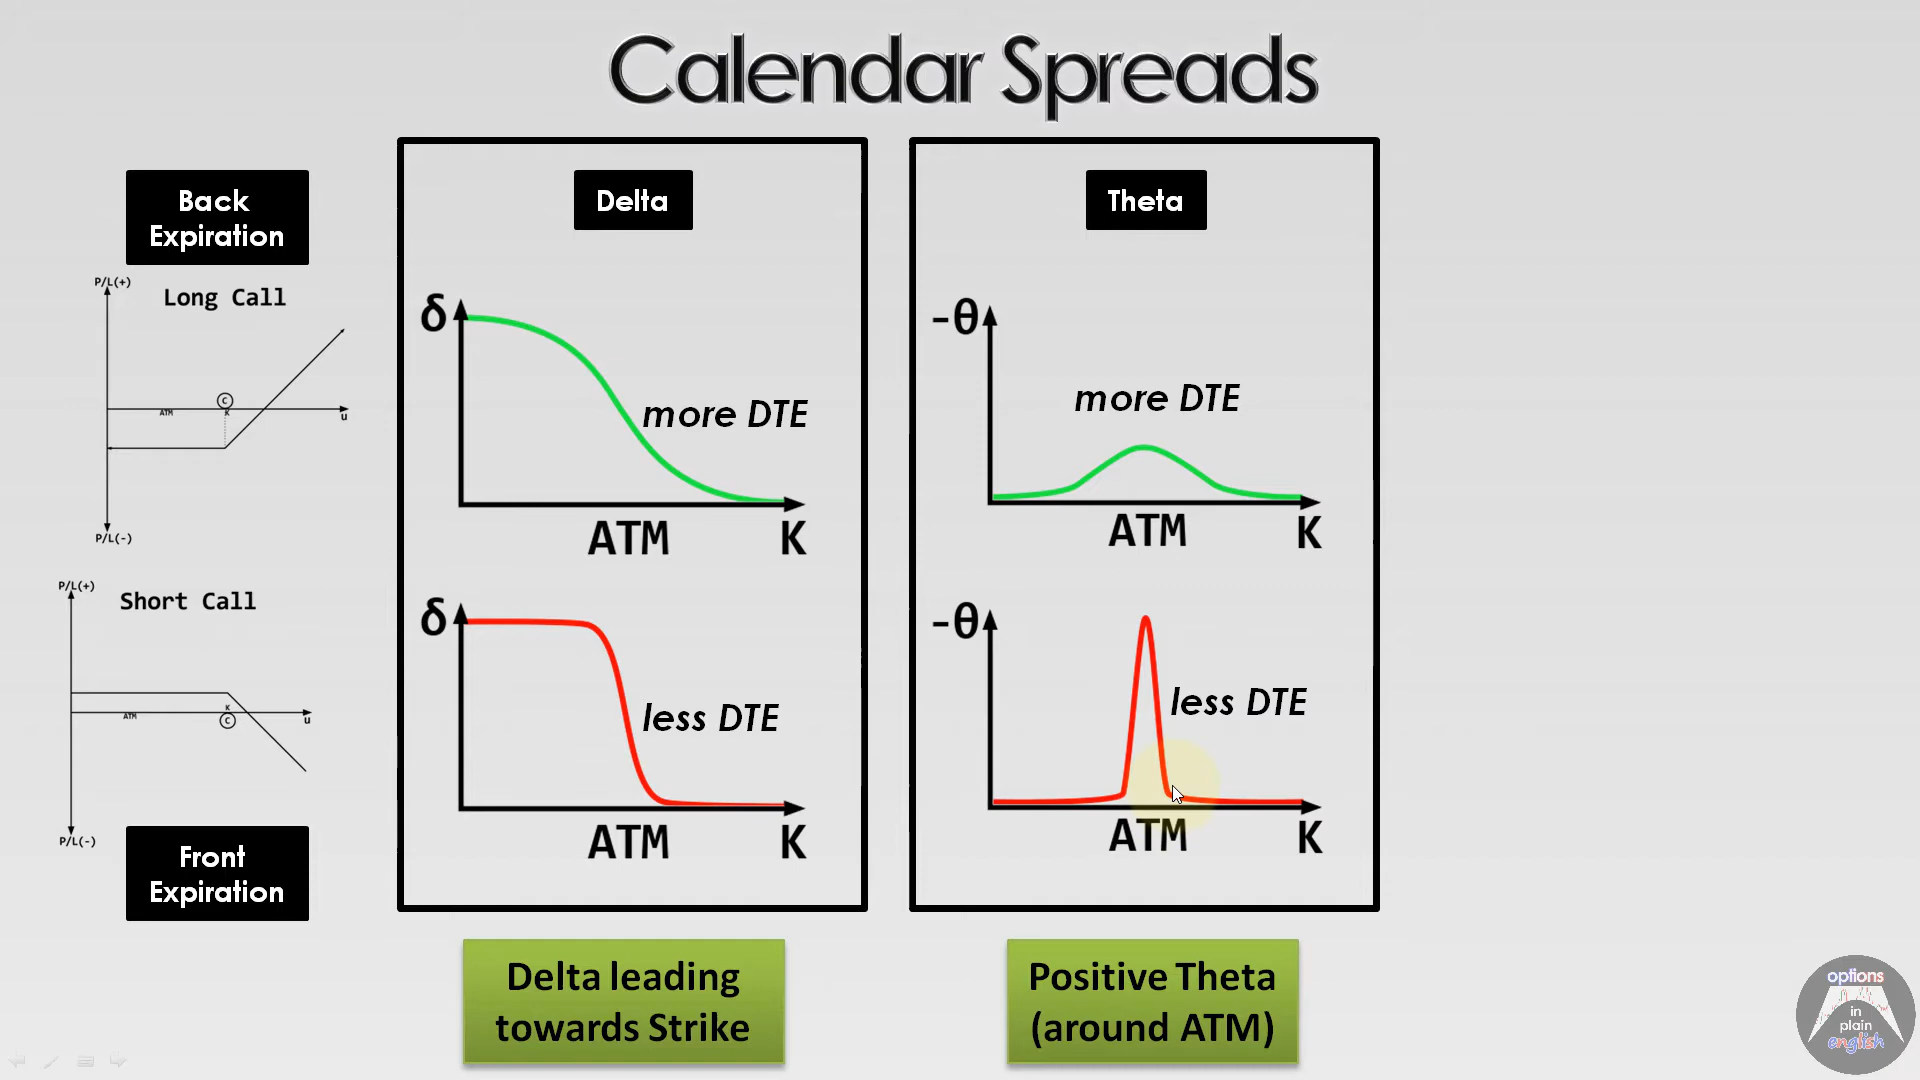 Calendar Spreads
Back
Expiration
P/L(+)
Long Call
C
ATM
K
u
P/L(-)
P/L(+)
Short Call
K
ATM
C
u
P/L(-)
Front
Expiration
Delta
δ
more DTE
ATM
K
δ
less DTE
ATM
K
Delta leading
towards Strike
Theta
-θ
more DTE
ATM
K
-θ
less DTE
ATM
K
Positive Theta
(around ATM)
options
in
plain
english